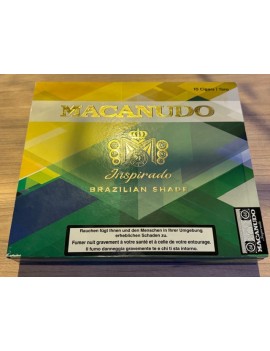 10 Cigars / Toro
MACANUDO
M
Inspirado
BRAZILIAN SHADE
Rauchen fügt Ihnen und den Menschen in Ihrer Umgebung
erheblichen Schaden zu.
Fumer nuit gravement à votre santé et à celle de votre entourage.
Il fumo danneggia gravemente te e chi ti sta intorno.
MACANUDO